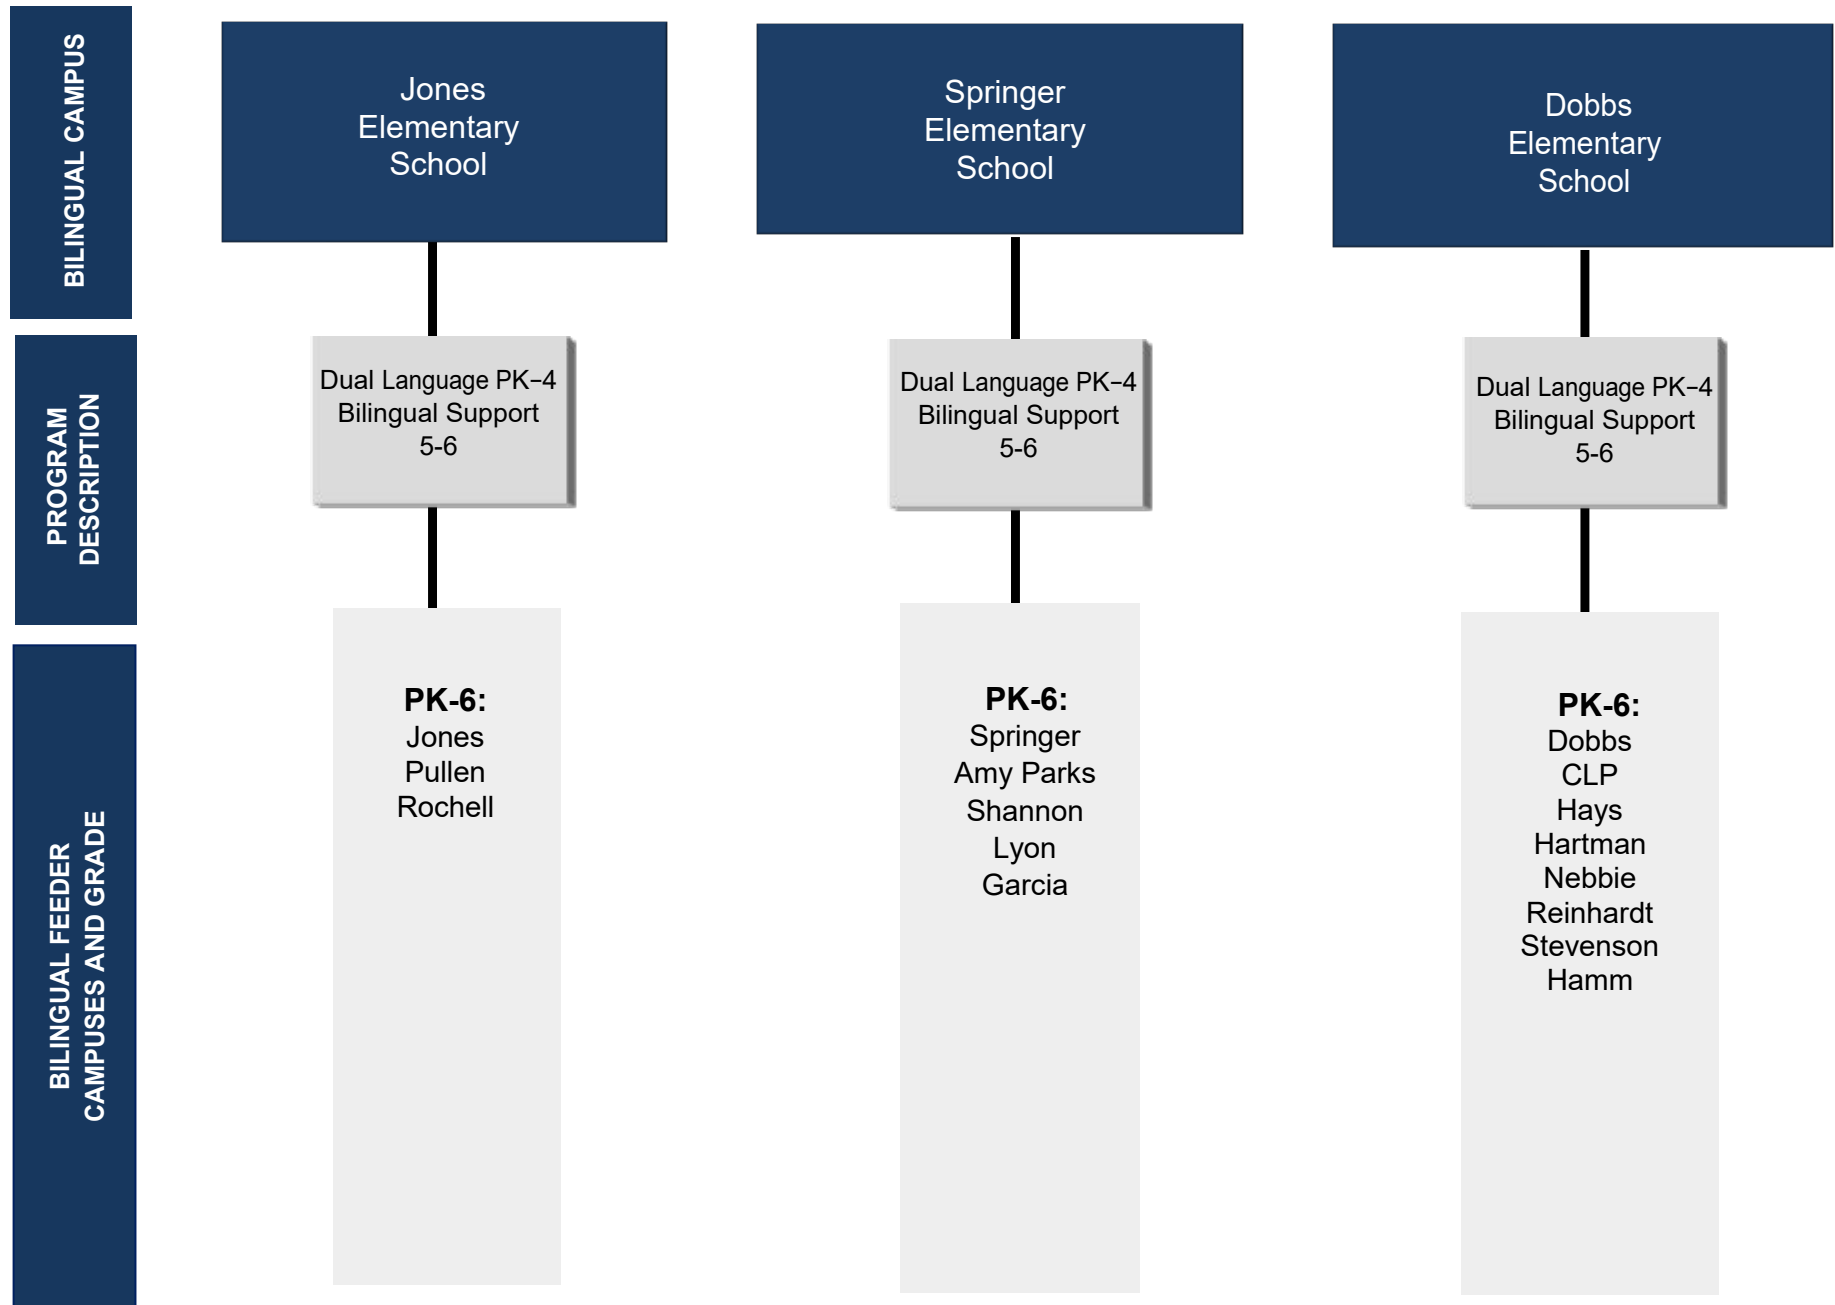 BILINGUAL CAMPUS
Jones
Elementary
School
Springer
Elementary
School
Dobbs
Elementary
School
PROGRAM
DESCRIPTION
Dual Language PK–4
Bilingual Support
5-6
Dual Language PK–4
Bilingual Support
5-6
Dual Language PK–4
Bilingual Support
5-6
BILINGUAL FEEDER
CAMPUSES AND GRADE
PK-6:
Jones
Pullen
Rochell
PK-6:
Springer
Amy Parks
Shannon
Lyon
Garcia
PK-6:
Dobbs
CLP
Hays
Hartman
Nebbie
Reinhardt
Stevenson
Hamm